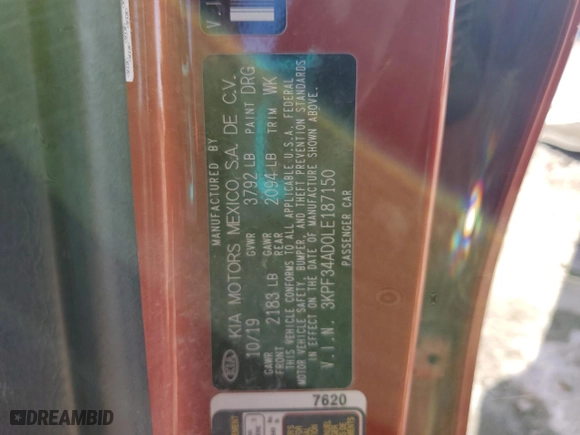 MANUFACTURED BY
KIA KIA MOTORS MEXICO, S.A. DE C.V.
10/19 GVWR 3792 LB PAINT DRG
GAWR FRONT 2183 LB GAWR REAR 2094 LB TRIM WK
THIS VEHICLE CONFORMS TO ALL APPLICABLE U.S.A. FEDERAL
MOTOR VEHICLE SAFETY, BUMPER, AND THEFT PREVENTION STANDARDS
IN EFFECT ON THE DATE OF MANUFACTURE SHOWN ABOVE.
V.I.N. 3KPF34AD0LE187150
PASSENGER CAR
7620
DREAMBID